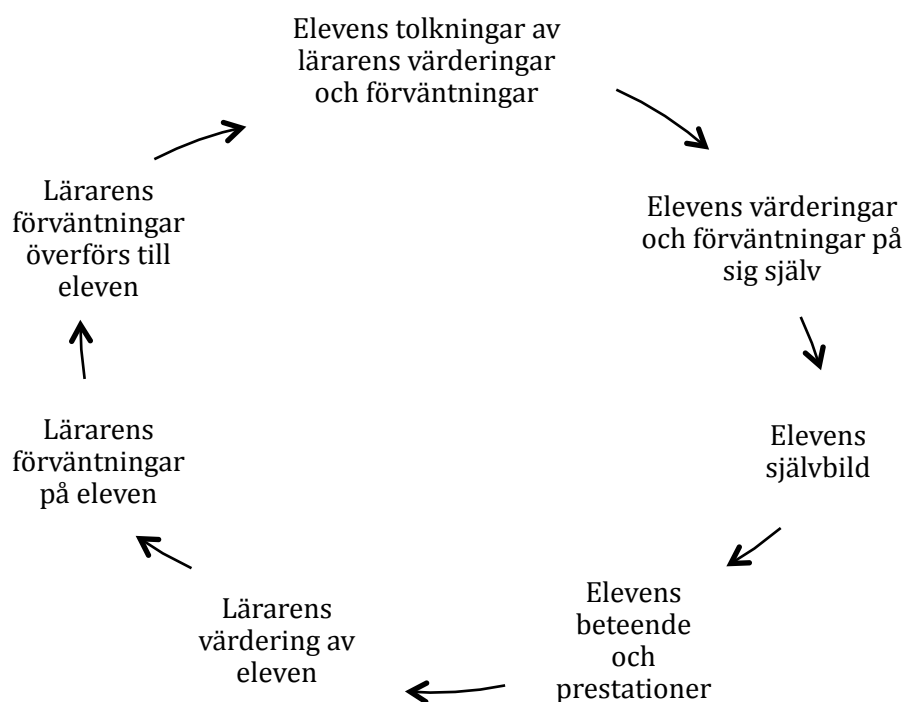 Elevens tolkningar av
lärarens värderingar
och förväntningar
Elevens värderingar
och förväntningar på
sig själv
Elevens
självbild
Elevens
beteende
och
prestationer
Lärarens
värdering av
eleven
Lärarens
förväntningar
på eleven
Lärarens
förväntningar
överförs till
eleven